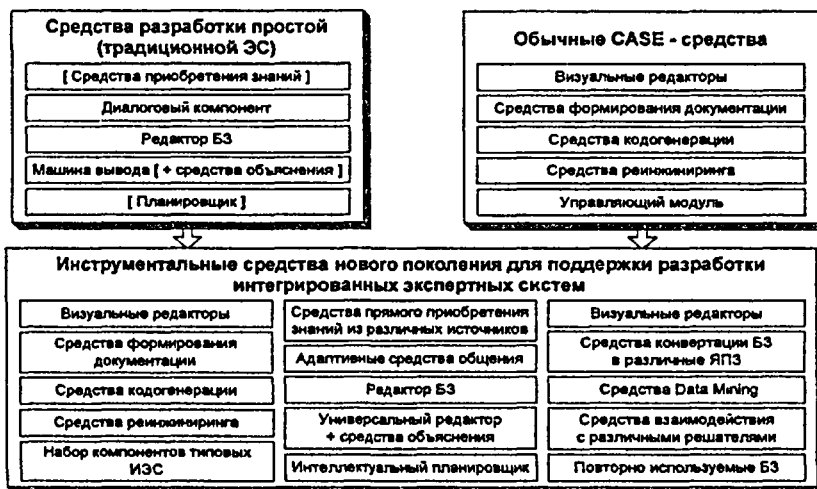 Средства разработки простой
(традиционной ЭС)
[ Средства приобретения знаний ]
Диалоговый компонент
Редактор БЗ
Машина вывода [ + средства объяснения ]
[ Планировщик ]
Обычные CASE - средства
Визуальные редакторы
Средства формирования документации
Средства кодогенерации
Средства реинжиниринга
Управляющий модуль
Инструментальные средства нового поколения для поддержки разработки
интегрированных экспертных систем
Визуальные редакторы
Средства формирования
документации
Средства кодогенерации
Средства реинжиниринга
Набор компонентов типовых
ИЭС
Средства прямого приобретения
знаний из различных источников
Адаптивные средства общения
Редактор БЗ
Универсальный редактор
+ средства объяснения
Интеллектуальный планировщик
Визуальные редакторы
Средства конвертации БЗ
в различные ЯПЗ
Средства Data Mining
Средства взаимодействия
с различными решателями
Повторно используемые БЗ